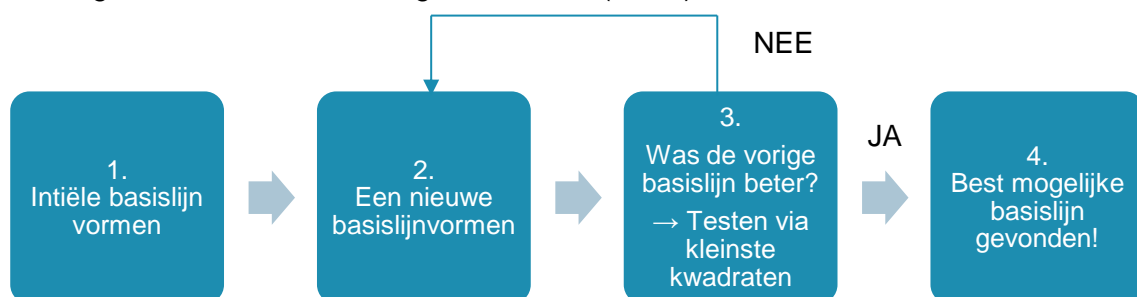 NEE
1.
Intiële basislijn
vormen
2.
Een nieuwe
basislijnvormen
3.
Was de vorige
basislijn beter?
→ Testen via
kleinste
kwadraten
JA
4.
Best mogelijke
basislijn
gevonden!